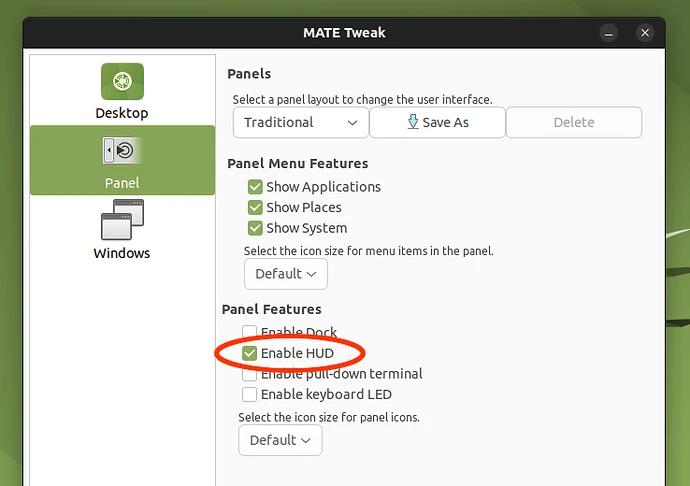 MATE Tweak
Desktop
Panel
Windows
Panels
Select a panel layout to change the user interface.
Traditional Save As Delete
Panel Menu Features
Show Applications
Show Places
Show System
Select the icon size for menu items in the panel.
Default
Panel Features
Enable Dock
Enable HUD
Enable pull-down terminal
Enable keyboard LED
Select the icon size for panel icons.
Default